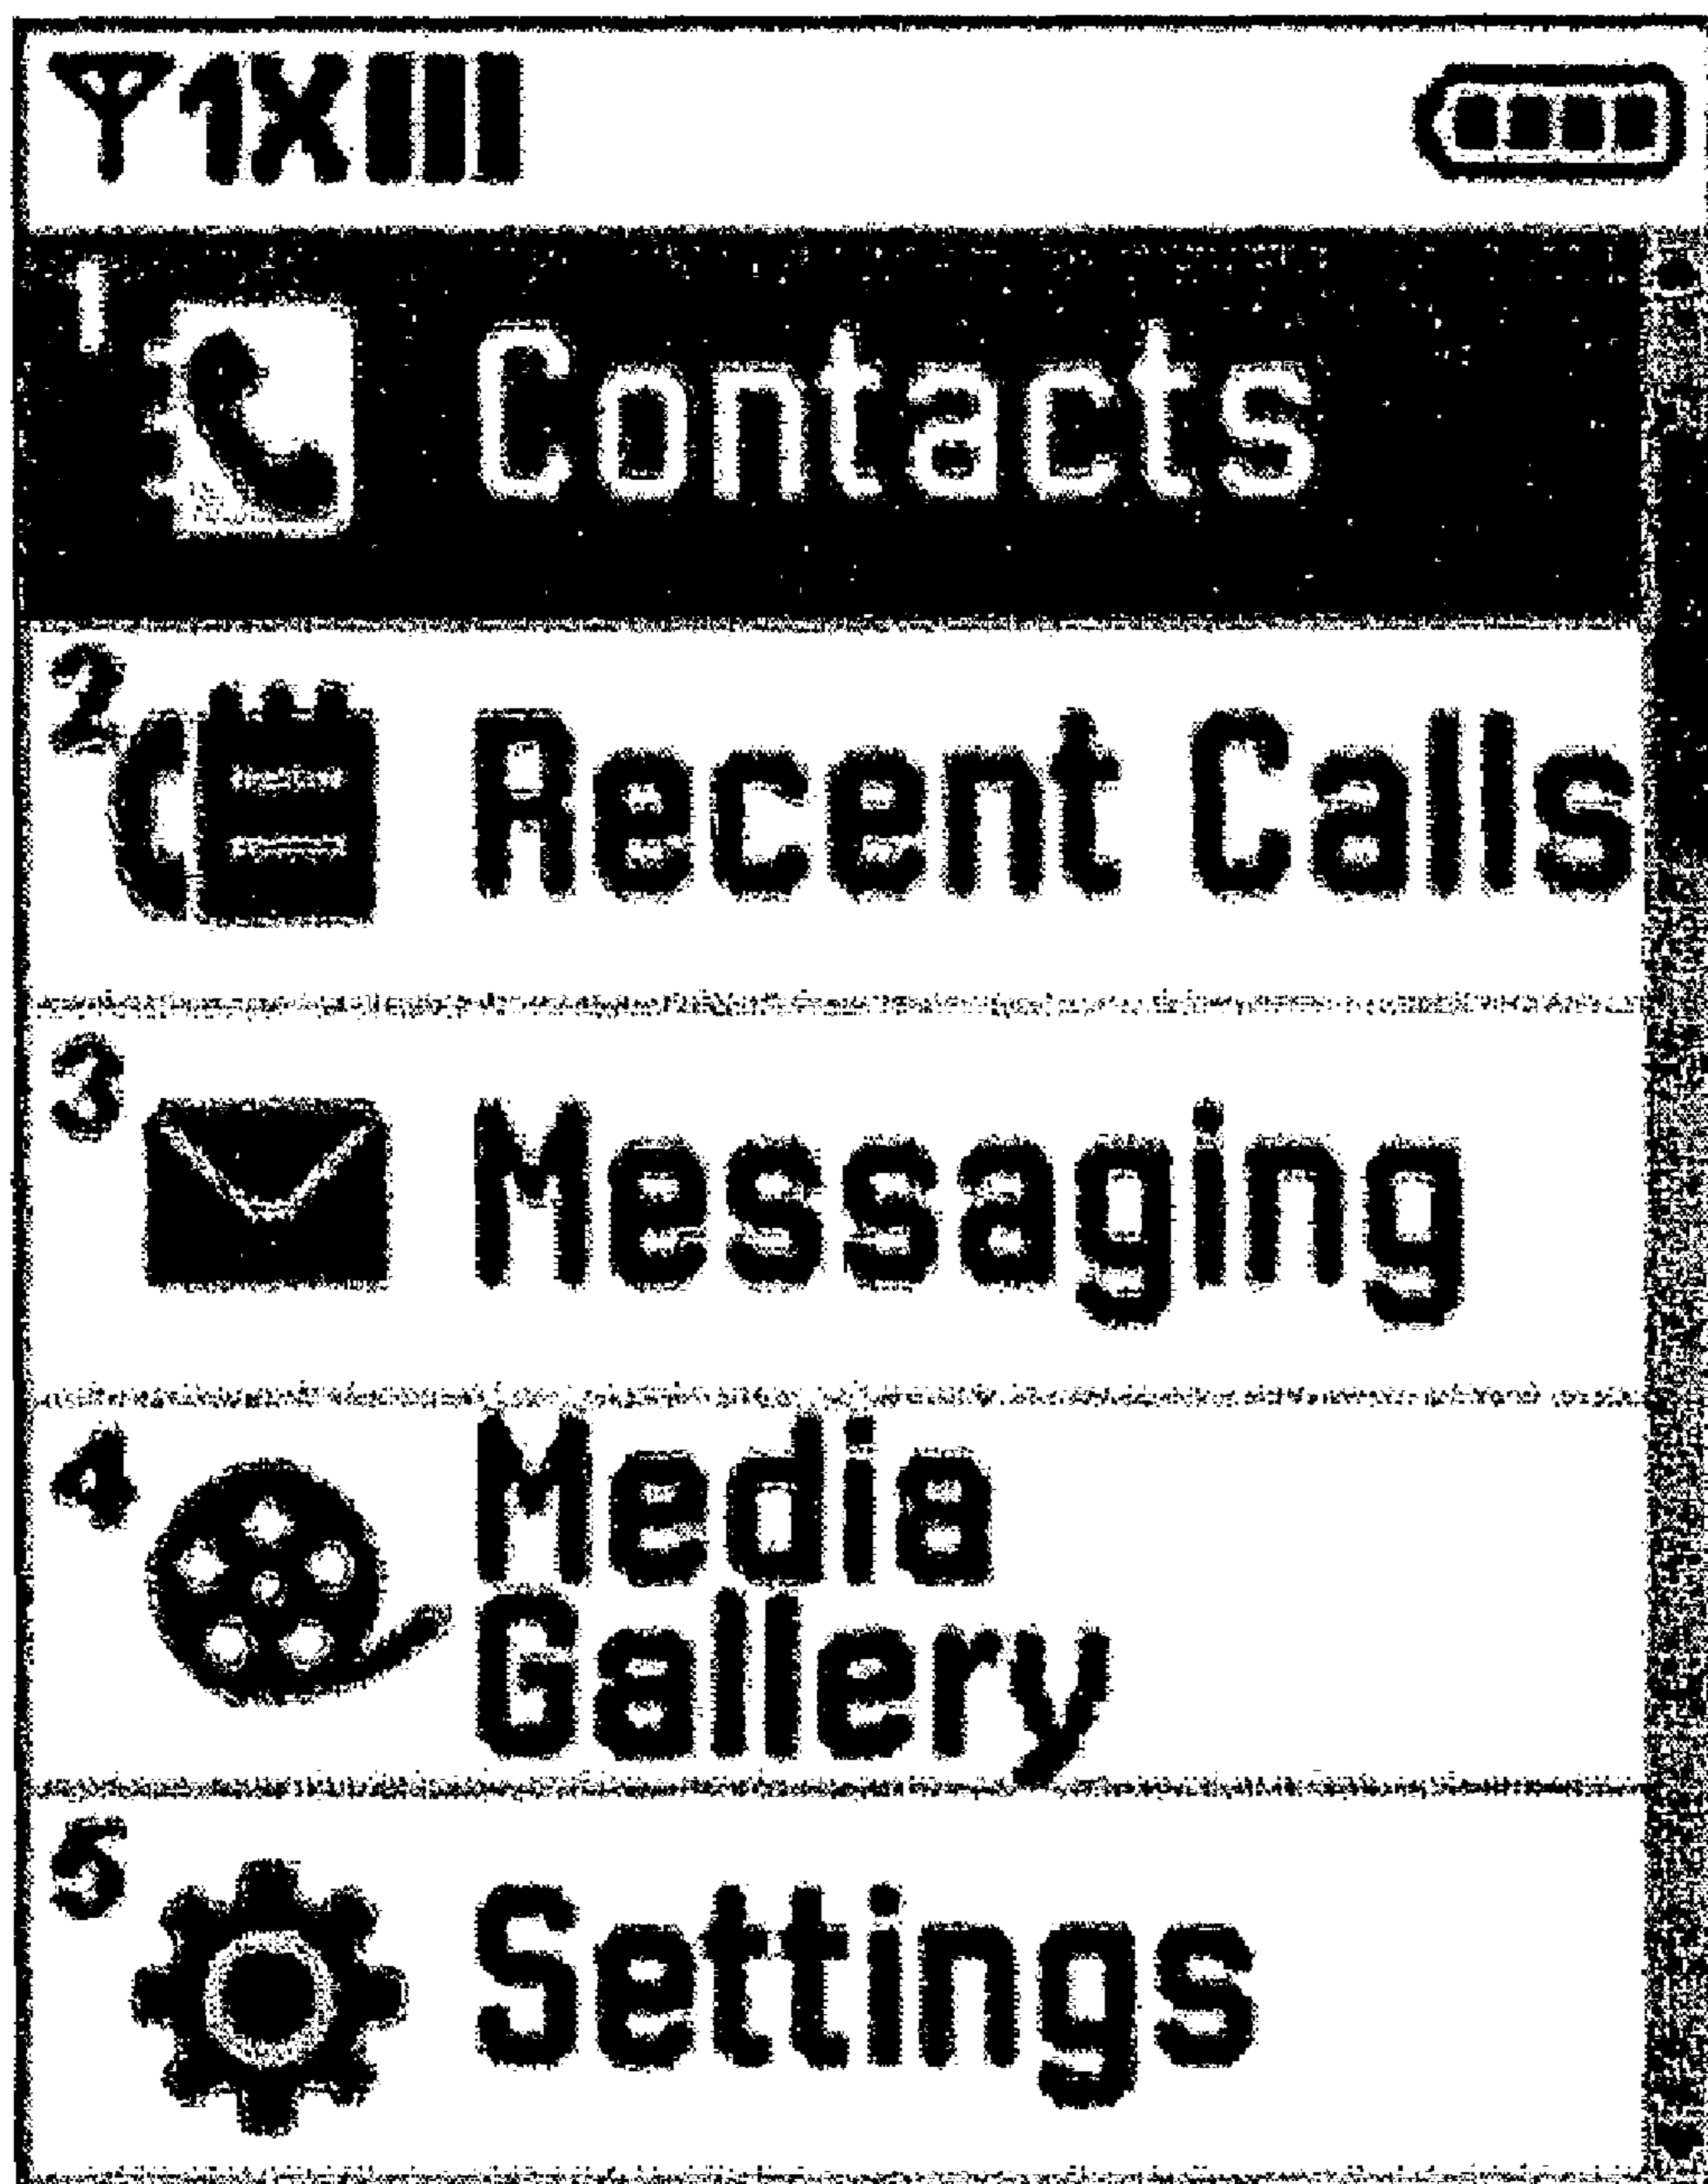 1X
1 Contacts
2 Recent Calls
3 Messaging
4 Media
Gallery
5 Settings